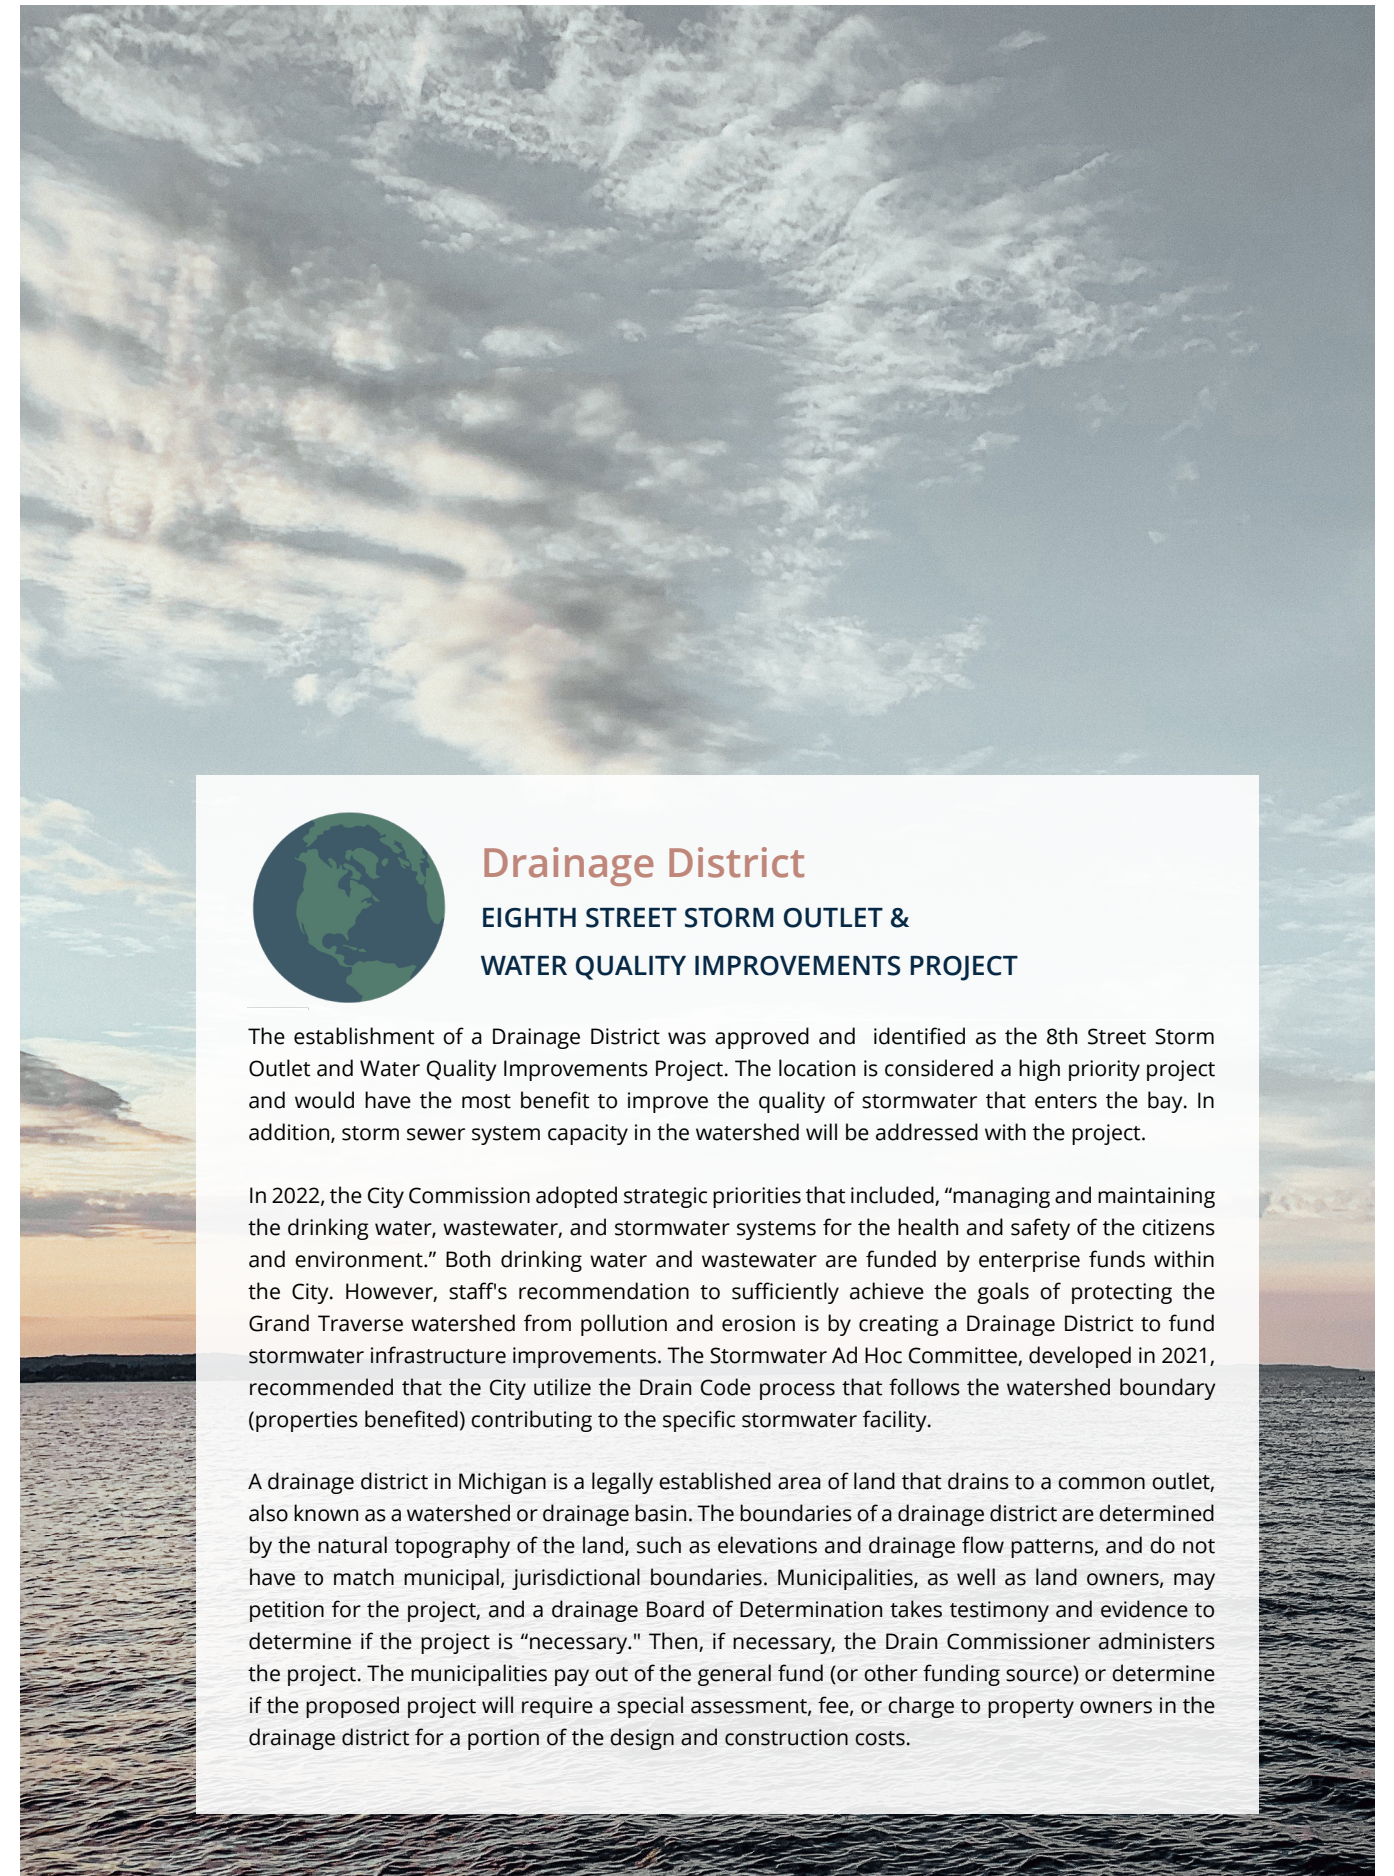 Drainage District
EIGHTH STREET STORM OUTLET &
WATER QUALITY IMPROVEMENTS PROJECT
The establishment of a Drainage District was approved and  identified as the 8th Street Storm
Outlet and Water Quality Improvements Project. The location is considered a high priority project
and would have the most benefit to improve the quality of stormwater that enters the bay. In
addition, storm sewer system capacity in the watershed will be addressed with the project.
In 2022, the City Commission adopted strategic priorities that included, “managing and maintaining
the drinking water, wastewater, and stormwater systems for the health and safety of the citizens
and environment.” Both drinking water and wastewater are funded by enterprise funds within
the City. However, staff's recommendation to sufficiently achieve the goals of protecting the
Grand Traverse watershed from pollution and erosion is by creating a Drainage District to fund
stormwater infrastructure improvements. The Stormwater Ad Hoc Committee, developed in 2021,
recommended that the City utilize the Drain Code process that follows the watershed boundary
(properties benefited) contributing to the specific stormwater facility.
A drainage district in Michigan is a legally established area of land that drains to a common outlet,
also known as a watershed or drainage basin. The boundaries of a drainage district are determined
by the natural topography of the land, such as elevations and drainage flow patterns, and do not
have to match municipal, jurisdictional boundaries. Municipalities, as well as land owners, may
petition for the project, and a drainage Board of Determination takes testimony and evidence to
determine if the project is “necessary." Then, if necessary, the Drain Commissioner administers
the project. The municipalities pay out of the general fund (or other funding source) or determine
if the proposed project will require a special assessment, fee, or charge to property owners in the
drainage district for a portion of the design and construction costs.